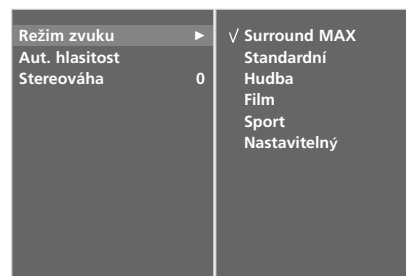 Režim zvuku ►
Aut. hlasitost
Stereováha 0
√ Surround MAX
Standardní
Hudba
Film
Sport
Nastavitelný